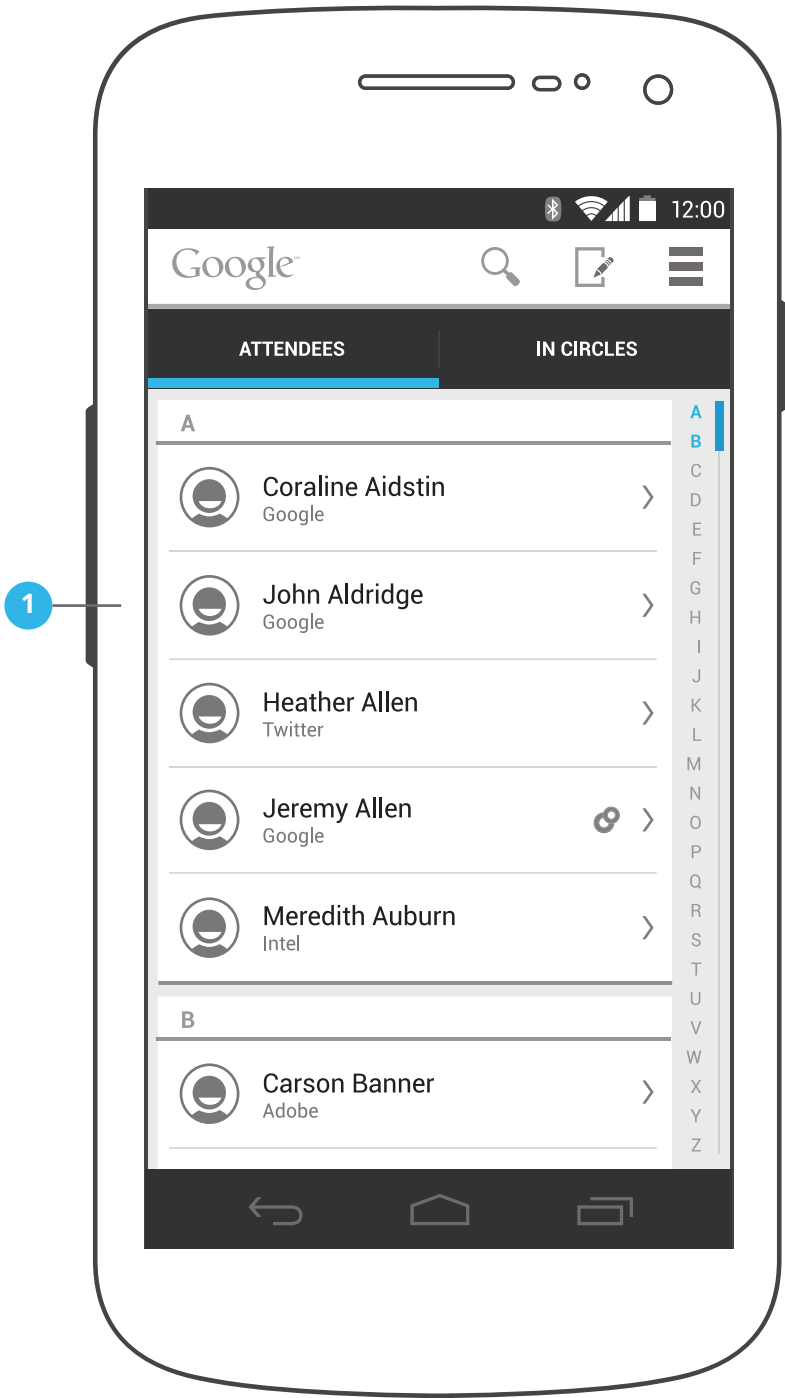 12:00
Google™
ATTENDEES
IN CIRCLES
A
Coraline Aidstin
Google
John Aldridge
Google
1
Heather Allen
Twitter
Jeremy Allen
Google
Meredith Auburn
Intel
B
Carson Banner
Adobe
A
B
C
D
E
F
G
H
I
J
K
L
M
N
O
P
Q
R
S
T
U
V
W
X
Y
Z